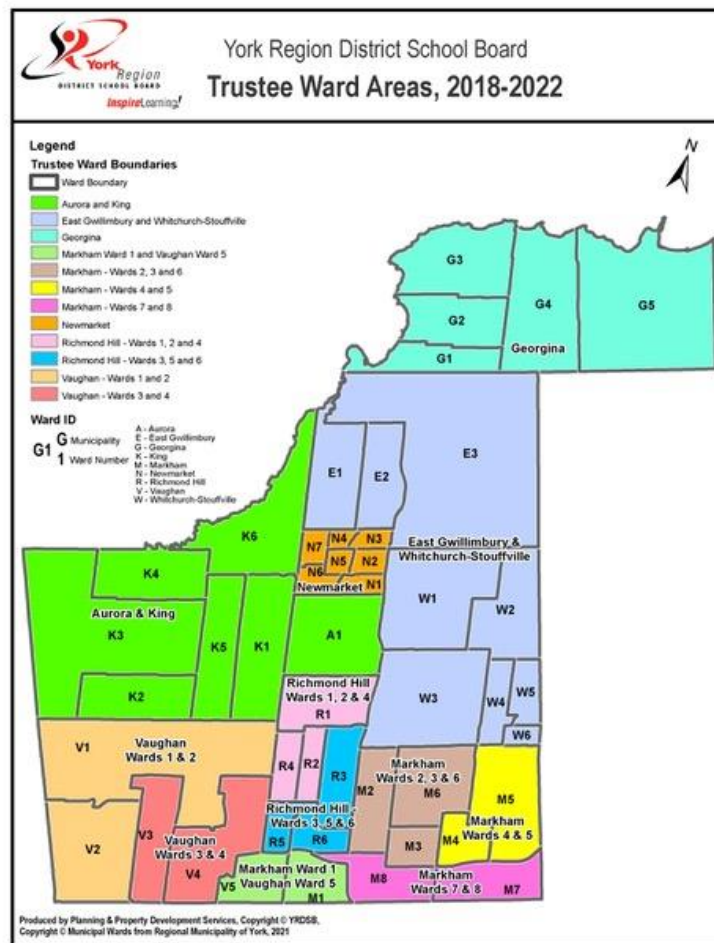 York
Region
DISTRICT SCHOOL BOARD
InspireLearning!
York Region District School Board
Trustee Ward Areas, 2018-2022
N
Legend
Trustee Ward Boundaries
Ward Boundary
Aurora and King
East Gwillimbury and Whitchurch-Stouffville
Georgina
Markham Ward 1 and Vaughan Ward 5
Markham - Wards 2, 3 and 6
Markham - Wards 4 and 5
Markham - Wards 7 and 8
Newmarket
Richmond Hill - Wards 1, 2 and 4
Richmond Hill - Wards 3, 5 and 6
Vaughan - Wards 1 and 2
Vaughan - Wards 3 and 4
Ward ID
G1
G Municipality
1 Ward Number
A - Aurora
E - East Gwillimbury
G - Georgina
K - King
M - Markham
N - Newmarket
R - Richmond Hill
V - Vaughan
W - Whitchurch-Stouffville
G3
G4
G5
G2
Georgina
G1
E1
E2
E3
K6
N7
N4
N3
East Gwillimbury &
Whitchurch-Stouffville
N5
N2
N6
N1
Newmarket
K4
Aurora & King
K3
K5
K1
A1
W1
W2
K2
Richmond Hill
Wards 1, 2 & 4
R1
W3
W4
W5
W6
V1
Vaughan
Wards 1 & 2
R4
R2
R3
M2
Markham
Wards 2, 3 & 6
M6
M5
Richmond Hill -
Wards 3, 5 & 6
R5
R6
Markham
Wards 4 & 5
M4
M3
V2
V3
Vaughan
Wards 3 & 4
V4
V5
Markham Ward 1
Vaughan Ward 5
M1
M8
Markham
Wards 7 & 8
M7
Produced by Planning & Property Development Services, Copyright © YRDSB,
Copyright © Municipal Wards from Regional Municipality of York, 2021